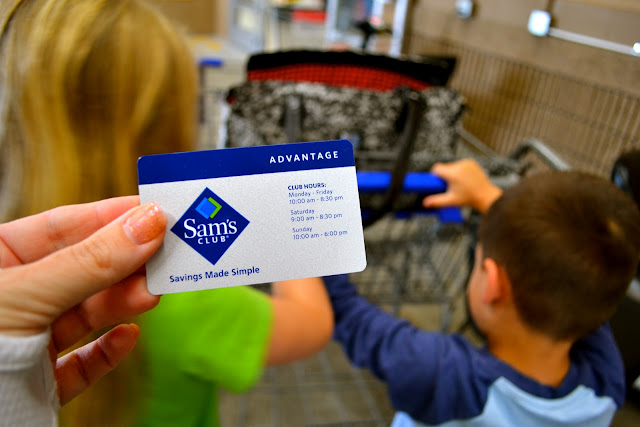 ADVANTAGE
CLUB HOURS:
Monday - Friday
10:00 am - 8:30 pm
Saturday
9:00 am - 8:30 pm
Sunday
10:00 am - 6:00 pm
Sam's
CLUB®
Savings Made Simple